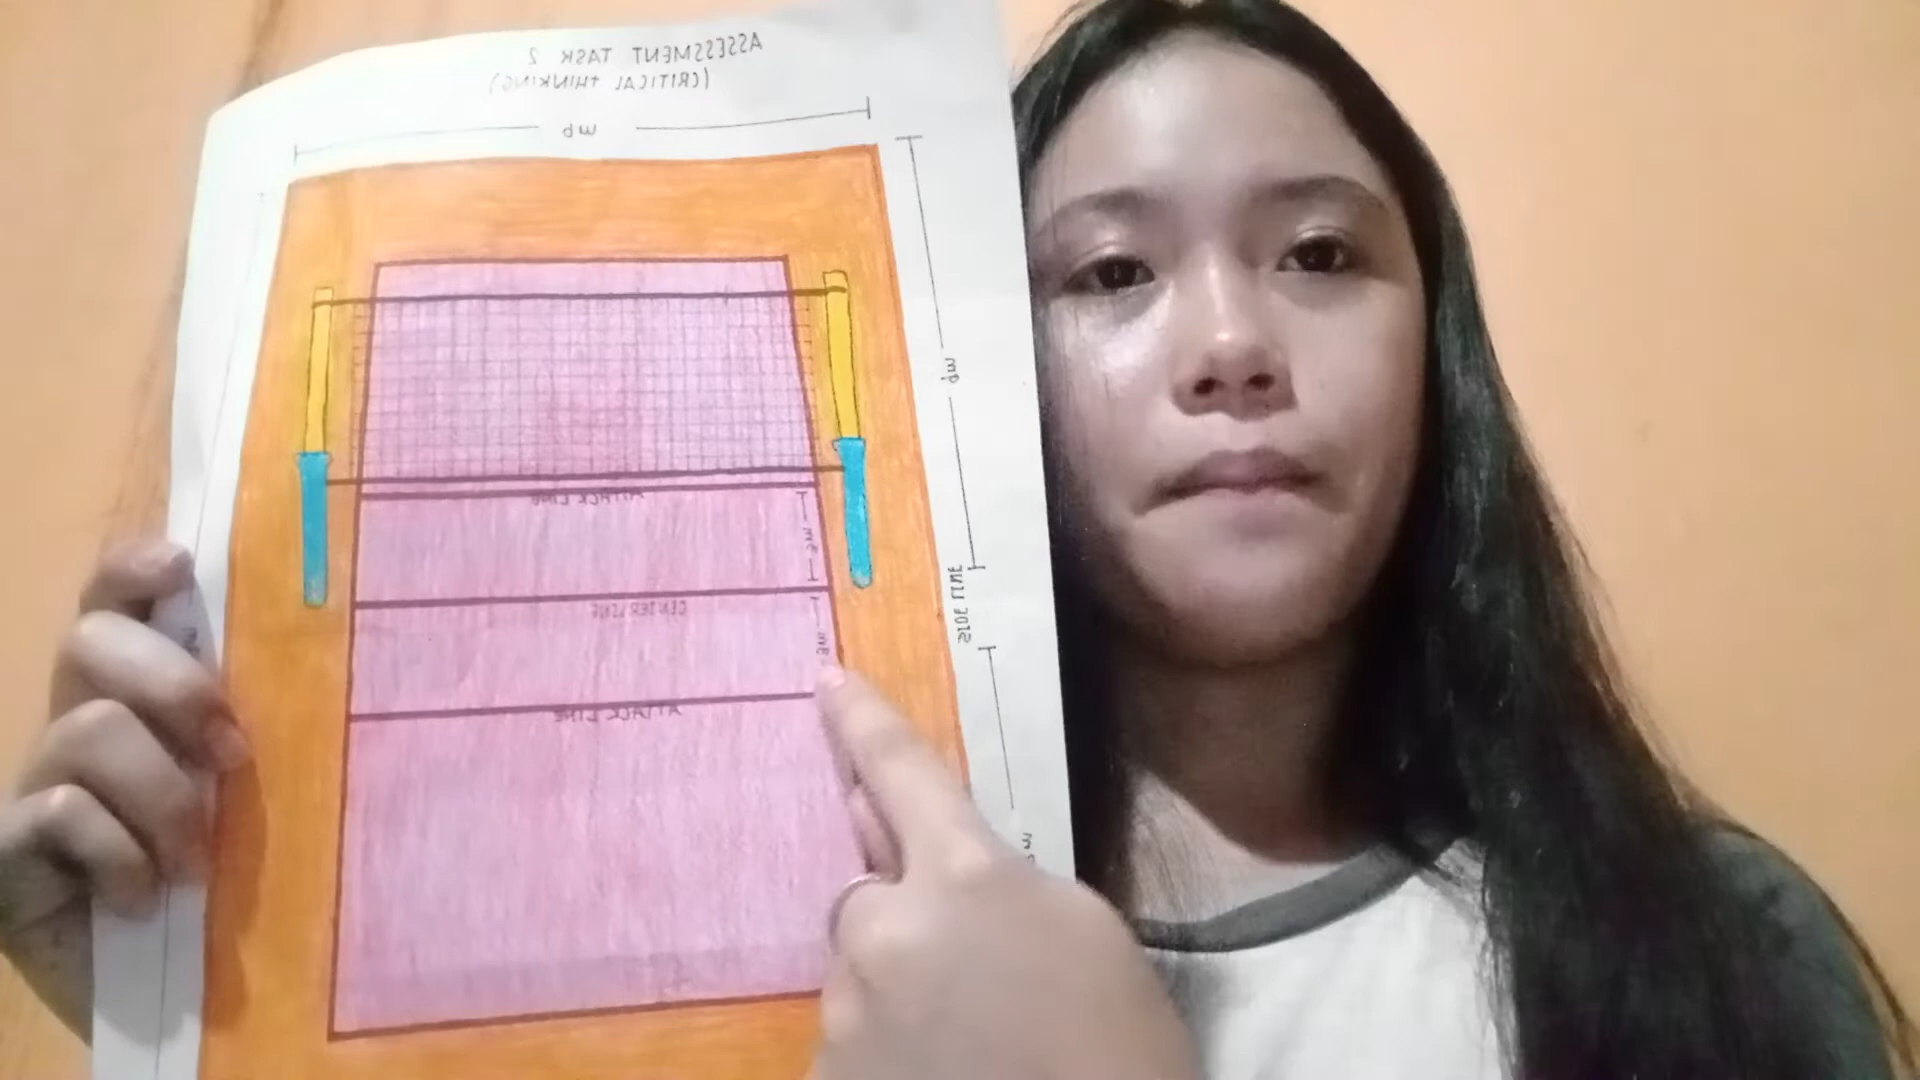 ASSESSMENT TASK 2
(CRITICAL THINKING)
9m
9m
ATTACK LINE
3m
SIDE LINE
CENTER LINE
3m
ATTACK LINE